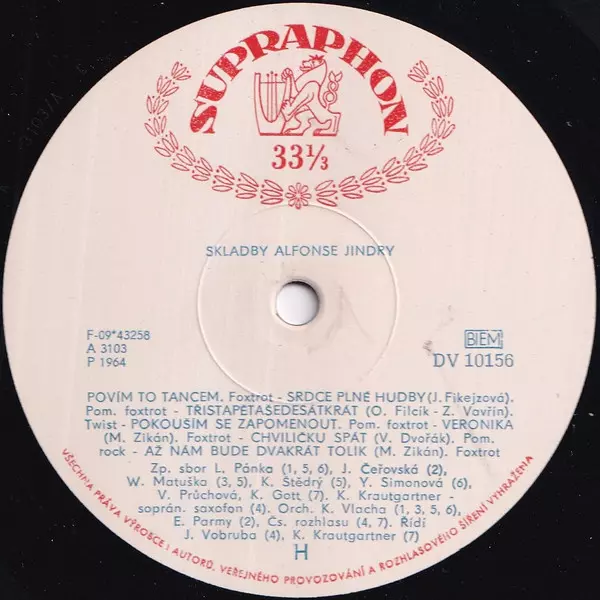 SUPRAPHON
33⅓
SKLADBY ALFONSE JINDRY
F-09*43258
A 3103
P 1964
BIEM
DV 10156
POVÍM TO TANCEM. Foxtrot - SRDCE PLNÉ HUDBY (J. Fikejzová).
Pom. foxtrot - TŘISTAPĚTAŠEDESÁTKRÁT (O. Filcík - Z. Vavřín).
Twist - POKOUŠÍM SE ZAPOMENOUT. Pom. foxtrot - VERONIKA
(M. Zikán). Foxtrot - CHVILIČKU SPÁT (V. Dvořák). Pom.
rock - AŽ NÁM BUDE DVAKRÁT TOLIK (M. Zikán). Foxtrot
Zp. sbor L. Pánka (1, 5, 6), J. Čeřovská (2),
W. Matuška (3, 5), K. Štědrý (5), Y. Simonová (6),
V. Průchová, K. Gott (7). K. Krautgartner -
soprán. saxofon (4). Orch. K. Vlacha (1, 3, 5, 6),
E. Parmy (2), Čs. rozhlasu (4, 7). Řídí
J. Vobruba (4), K. Krautgartner (7)
H
VŠECHNA PRÁVA VÝROBCE I AUTORŮ, VEŘEJNÉHO PROVOZOVÁNÍ A ROZHLASOVÉHO ŠÍŘENÍ VYHRAŽENA